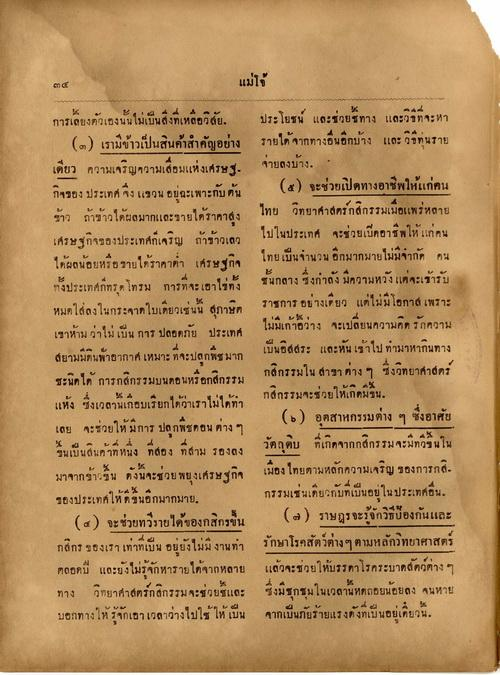 ๓๔
แม่โจ้
การเลี้ยงตัวเองนั้นไม่เป็นสิ่งที่เหลือวิสัย.
(๓) เรามีข้าวเป็นสินค้าสำคัญอย่าง
เดียว ความเจริญความเสื่อมแห่งเศรษฐ-
กิจของ ประเทศ จึง แขวน อยู่ฉะเพาะกับ ต้น
ข้าว ถ้าข้าวได้ผลมากและขายได้ราคาสูง
เศรษฐกิจของประเทศก็เจริญ ถ้าข้าวเลว
ได้ผลน้อยหรือขายได้ราคาต่ำ เศรษฐกิจ
ทั้งประเทศก็ทรุดโทรม การที่จะเอาไข่ทั้ง
หมดใส่ลงในกระจาดใบเดียวเช่นนี้ สุภาษิต
เขาห้าม ว่าไม่ เป็น การ ปลอดภัย ประเทศ
สยามมีดินฟ้าอากาศ เหมาะ ที่จะปลูกพืช มาก
ชะนิดได้ การกสิกรรมบนดอนหรือกสิกรรม
แห้ง ซึ่งเวลานี้เกือบเรียกได้ว่าเราไม่ได้ทำ
เลย จะช่วยให้มีการ ปลูกพืชดอน ต่าง ๆ
ขึ้นเป็นสินค้าที่หนึ่ง ที่สอง ที่สาม รองลง
มาจากข้าวขึ้น ดังนี้จะช่วยพยุงเศรษฐกิจ
ของประเทศให้ดีขึ้นอีกมากมาย.
(๔) จะช่วยทวีรายได้ของกสิกรขึ้น
กสิกร ของเรา เท่าที่เป็น อยู่ยังไม่มีงานทำ
ตลอดปี และยังไม่รู้จักหารายได้จากหลาย
ทาง วิทยาศาสตร์กสิกรรมจะช่วยชี้และ
บอกทางให้ รู้จักเอา เวลาว่างไปใช้ ให้ เป็น
ประโยชน์ และช่วยชี้ทาง และวิธีที่จะหา
รายได้จากทางอื่นอีกบ้าง และ วิธีทุ่นราย
จ่ายลงบ้าง.
(๕) จะช่วยเปิดทางอาชีพให้แก่คน
ไทย วิทยาศาสตร์กสิกรรมเมื่อแพร่หลาย
ไปในประเทศ จะช่วยเปิดอาชีพให้แก่คน
ไทยเป็นจำนวน อีกมากมายไม่มีจำกัด คน
ชั้นกลาง ซึ่งกำลัง มีความหวัง แต่จะเข้ารับ
ราชการ อย่างเดียว แต่ไม่มีโอกาส เพราะ
ไม่มีเก้าอี้ว่าง จะเปลี่ยนความคิด รักความ
เป็นอิสสระ และหัน เข้าไป ทำมาหากินทาง
กสิกรรมใน สาขา ต่าง ๆ ซึ่งวิทยาศาสตร์
กสิกรรมจะช่วยให้เกิดมีขึ้น.
(๖) อุตสาหกรรมต่าง ๆ ซึ่งอาศัย
วัตถุดิบ ที่เกิดจากกสิกรรมจะมีทวีขึ้นใน
เมืองไทยตามหลักความเจริญ ของการกสิ-
กรรมเช่นเดียวกับที่เป็นอยู่ในประเทศอื่น.
(๗) ราษฎรจะรู้จักวิธีป้องกันและ
รักษาโรคสัตว์ต่างๆ ตามหลักวิทยาศาสตร์
แล้วจะช่วยให้บรรดาโรคระบาดสัตว์ต่าง ๆ
ซึ่งมีชุกชุมในเวลานี้หดถอยน้อยลง จนหาย
จากเป็นภัยร้ายแรงดังที่เป็นอยู่เดี๋ยวนี้.